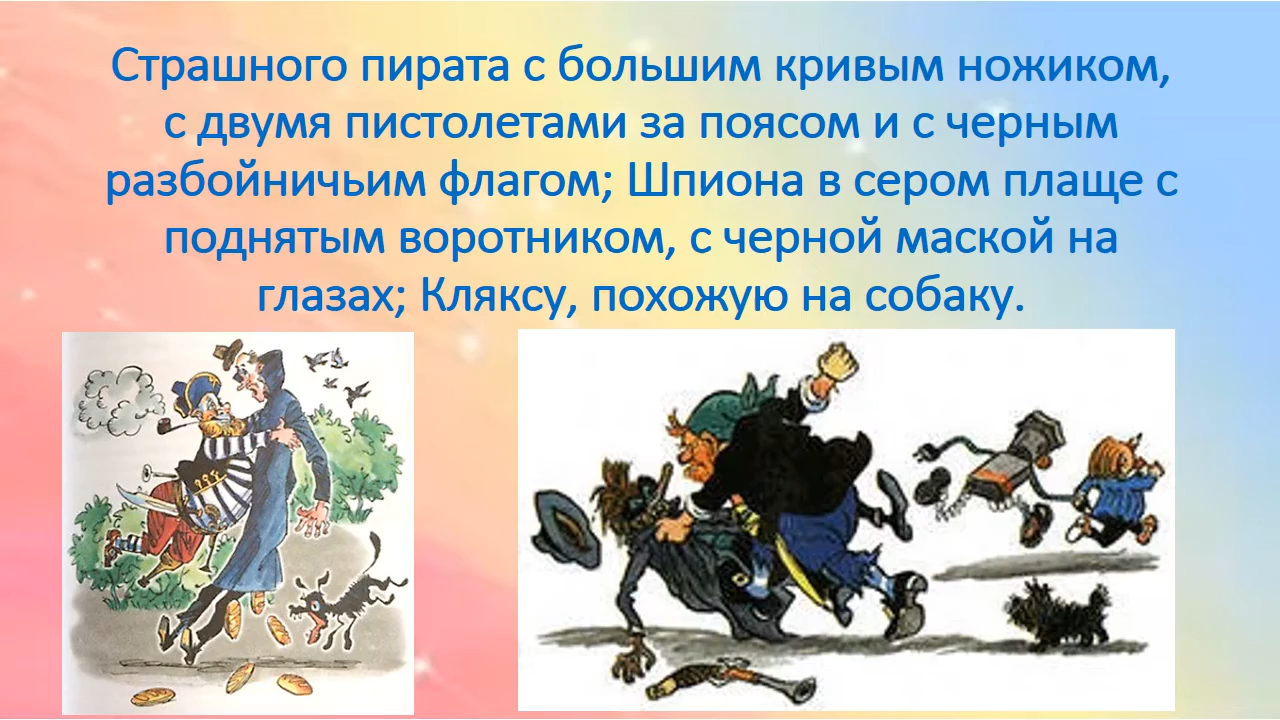 Страшного пирата с большим кривым ножиком,
с двумя пистолетами за поясом и с черным
разбойничьим флагом; Шпиона в сером плаще с
поднятым воротником, с черной маской на
глазах; Кляксу, похожую на собаку.